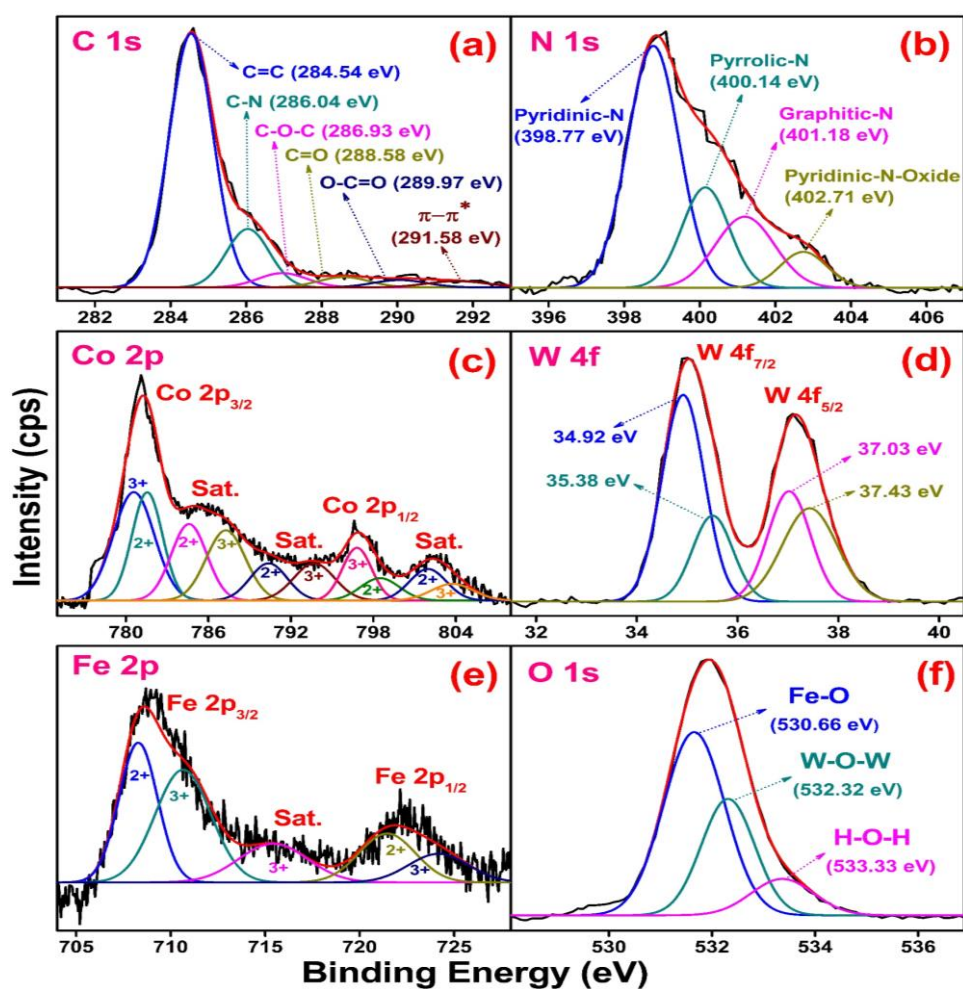 C 1s
(a)
C=C (284.54 eV)
C-N (286.04 eV)
C-O-C (286.93 eV)
C=O (288.58 eV)
O-C=O (289.97 eV)
π–π*
(291.58 eV)
282 284 286 288 290 292
N 1s
(b)
Pyrrolic-N
(400.14 eV)
Pyridinic-N
(398.77 eV)
Graphitic-N
(401.18 eV)
Pyridinic-N-Oxide
(402.71 eV)
396 398 400 402 404 406
Intensity (cps)
Co 2p
(c)
Co 2p3/2
Sat.
Co 2p1/2
Sat.
Sat.
3+
2+
2+
3+
2+
3+
3+
2+
2+
3+
780 786 792 798 804
W 4f
(d)
W 4f7/2
W 4f5/2
34.92 eV
35.38 eV
37.03 eV
37.43 eV
32 34 36 38 40
Fe 2p
(e)
Fe 2p3/2
Sat.
Fe 2p1/2
2+
3+
3+
2+
3+
705 710 715 720 725
O 1s
(f)
Fe-O
(530.66 eV)
W-O-W
(532.32 eV)
H-O-H
(533.33 eV)
530 532 534 536
Binding Energy (eV)